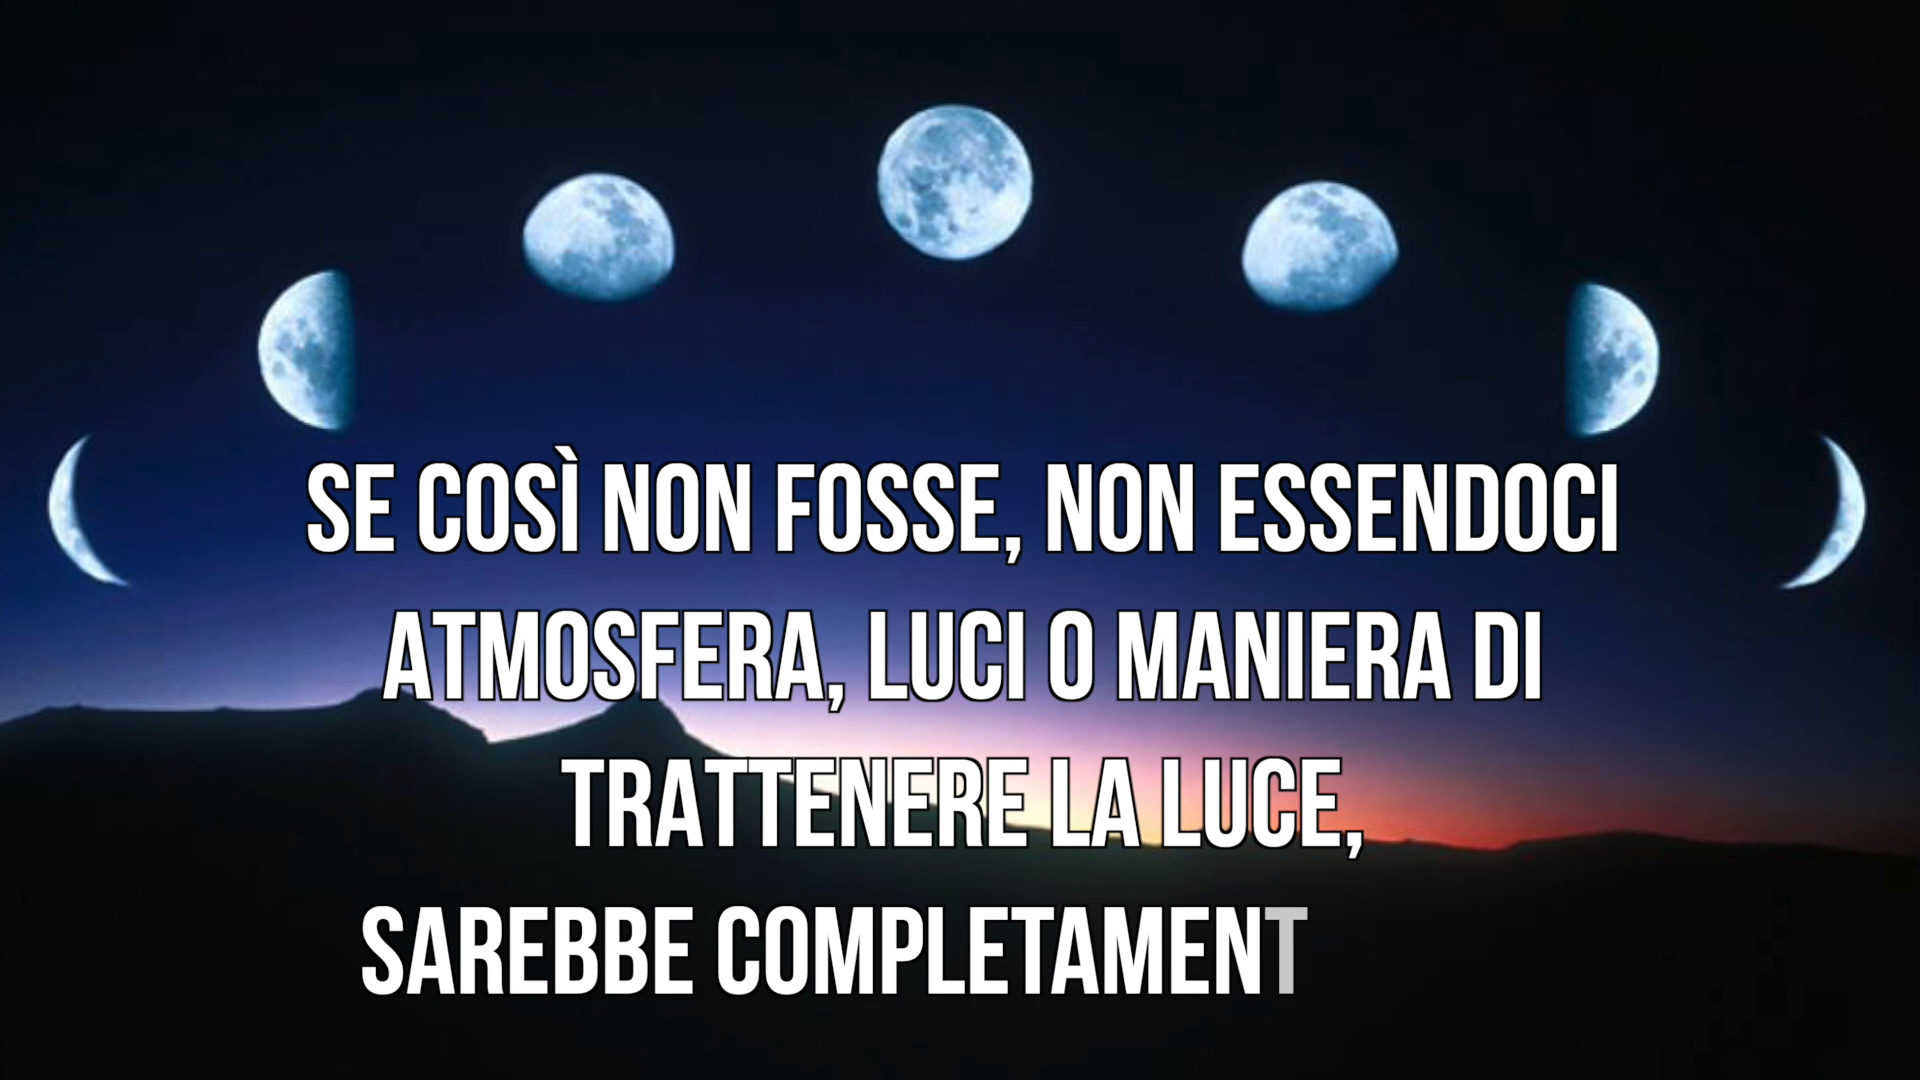 SE COSÌ NON FOSSE, NON ESSENDOCI
ATMOSFERA, LUCI O MANIERA DI
TRATTENERE LA LUCE,
SAREBBE COMPLETAMENT